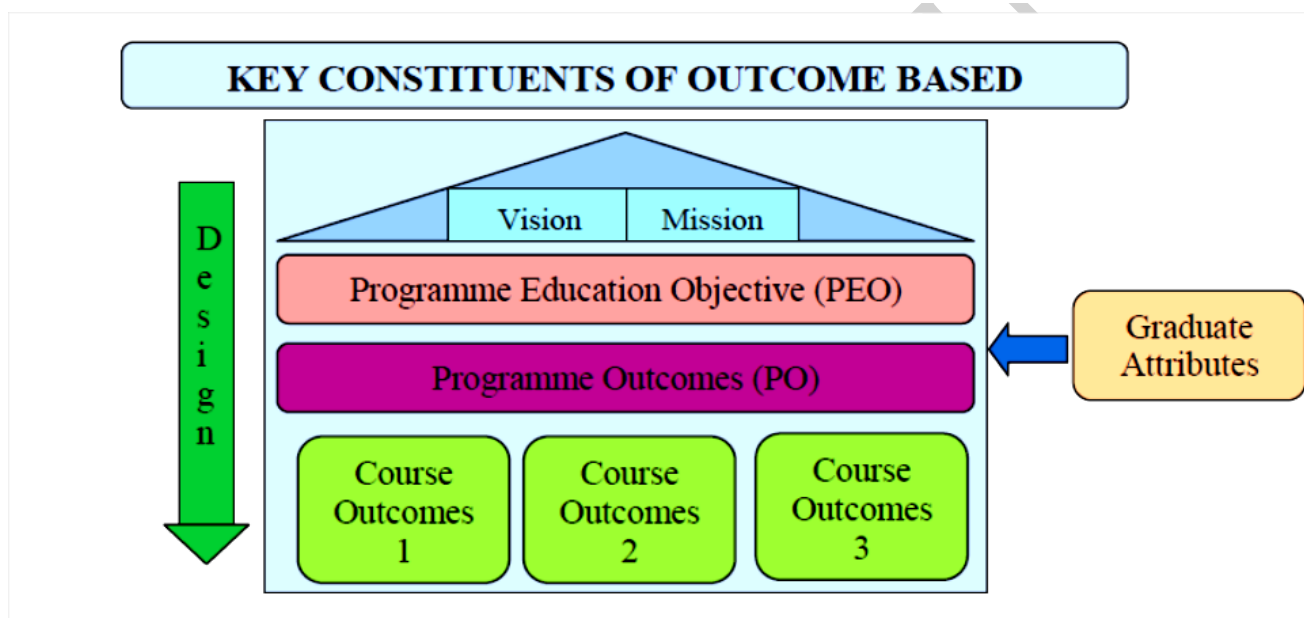 KEY CONSTITUENTS OF OUTCOME BASED
Design
Vision
Mission
Programme Education Objective (PEO)
Programme Outcomes (PO)
Graduate
Attributes
Course
Outcomes
1
Course
Outcomes
2
Course
Outcomes
3